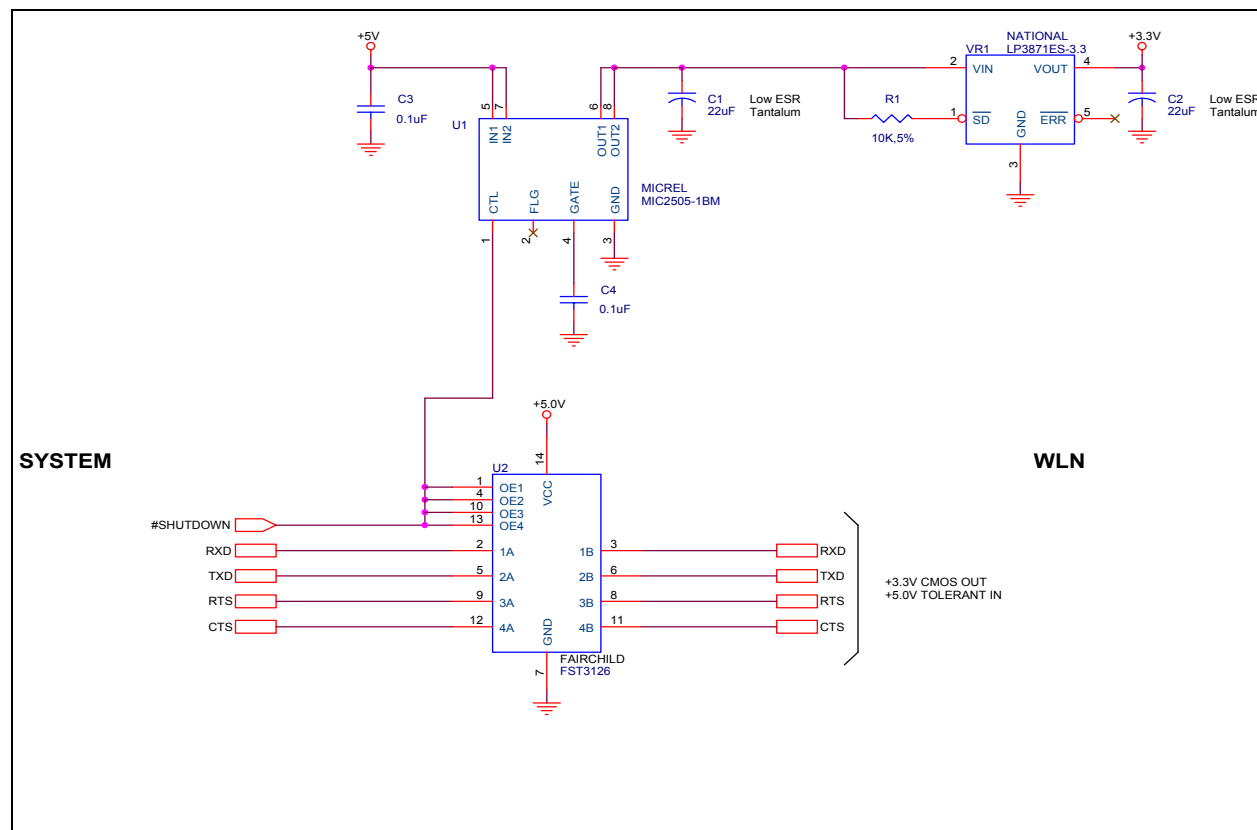 +5V
C3
0.1uF
U1
5
7
IN1
IN2
6
8
OUT1
OUT2
CTL
FLG
GATE
GND
1
2
4
3
MICREL
MIC2505-1BM
C4
0.1uF
C1
22uF
Low ESR
Tantalum
R1
10K,5%
NATIONAL
LP3871ES-3.3
VR1
2
VIN
VOUT
4
1
SD
GND
ERR
5
3
+3.3V
C2
22uF
Low ESR
Tantalum
SYSTEM
WLN
+5.0V
14
U2
VCC
1
OE1
4
OE2
10
OE3
13
OE4
#SHUTDOWN
RXD
2
1A
1B
3
RXD
TXD
5
2A
2B
6
TXD
RTS
9
3A
3B
8
RTS
CTS
12
4A
4B
11
CTS
GND
7
FAIRCHILD
FST3126
+3.3V CMOS OUT
+5.0V TOLERANT IN